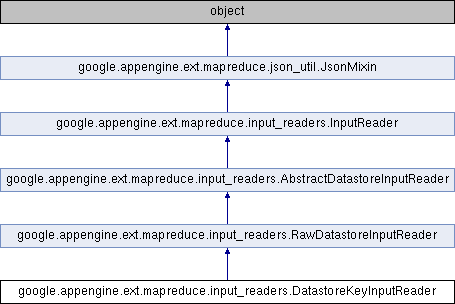 object
google.appengine.ext.mapreduce.json_util.JsonMixin
google.appengine.ext.mapreduce.input_readers.InputReader
google.appengine.ext.mapreduce.input_readers.AbstractDatastoreInputReader
google.appengine.ext.mapreduce.input_readers.RawDatastoreInputReader
google.appengine.ext.mapreduce.input_readers.DatastoreKeyInputReader